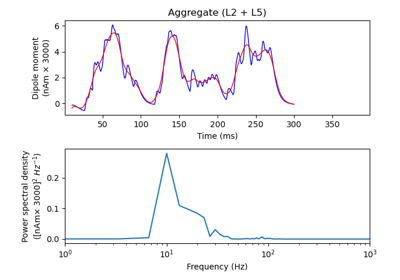 Aggregate (L2 + L5)
Dipole moment
(nAm × 3000)
6
4
2
0
50
100
150
200
250
300
350
Time (ms)
Power spectral density
([nAm× 3000]² Hz⁻¹)
0.2
0.1
0.0
10⁰
10¹
10²
10³
Frequency (Hz)